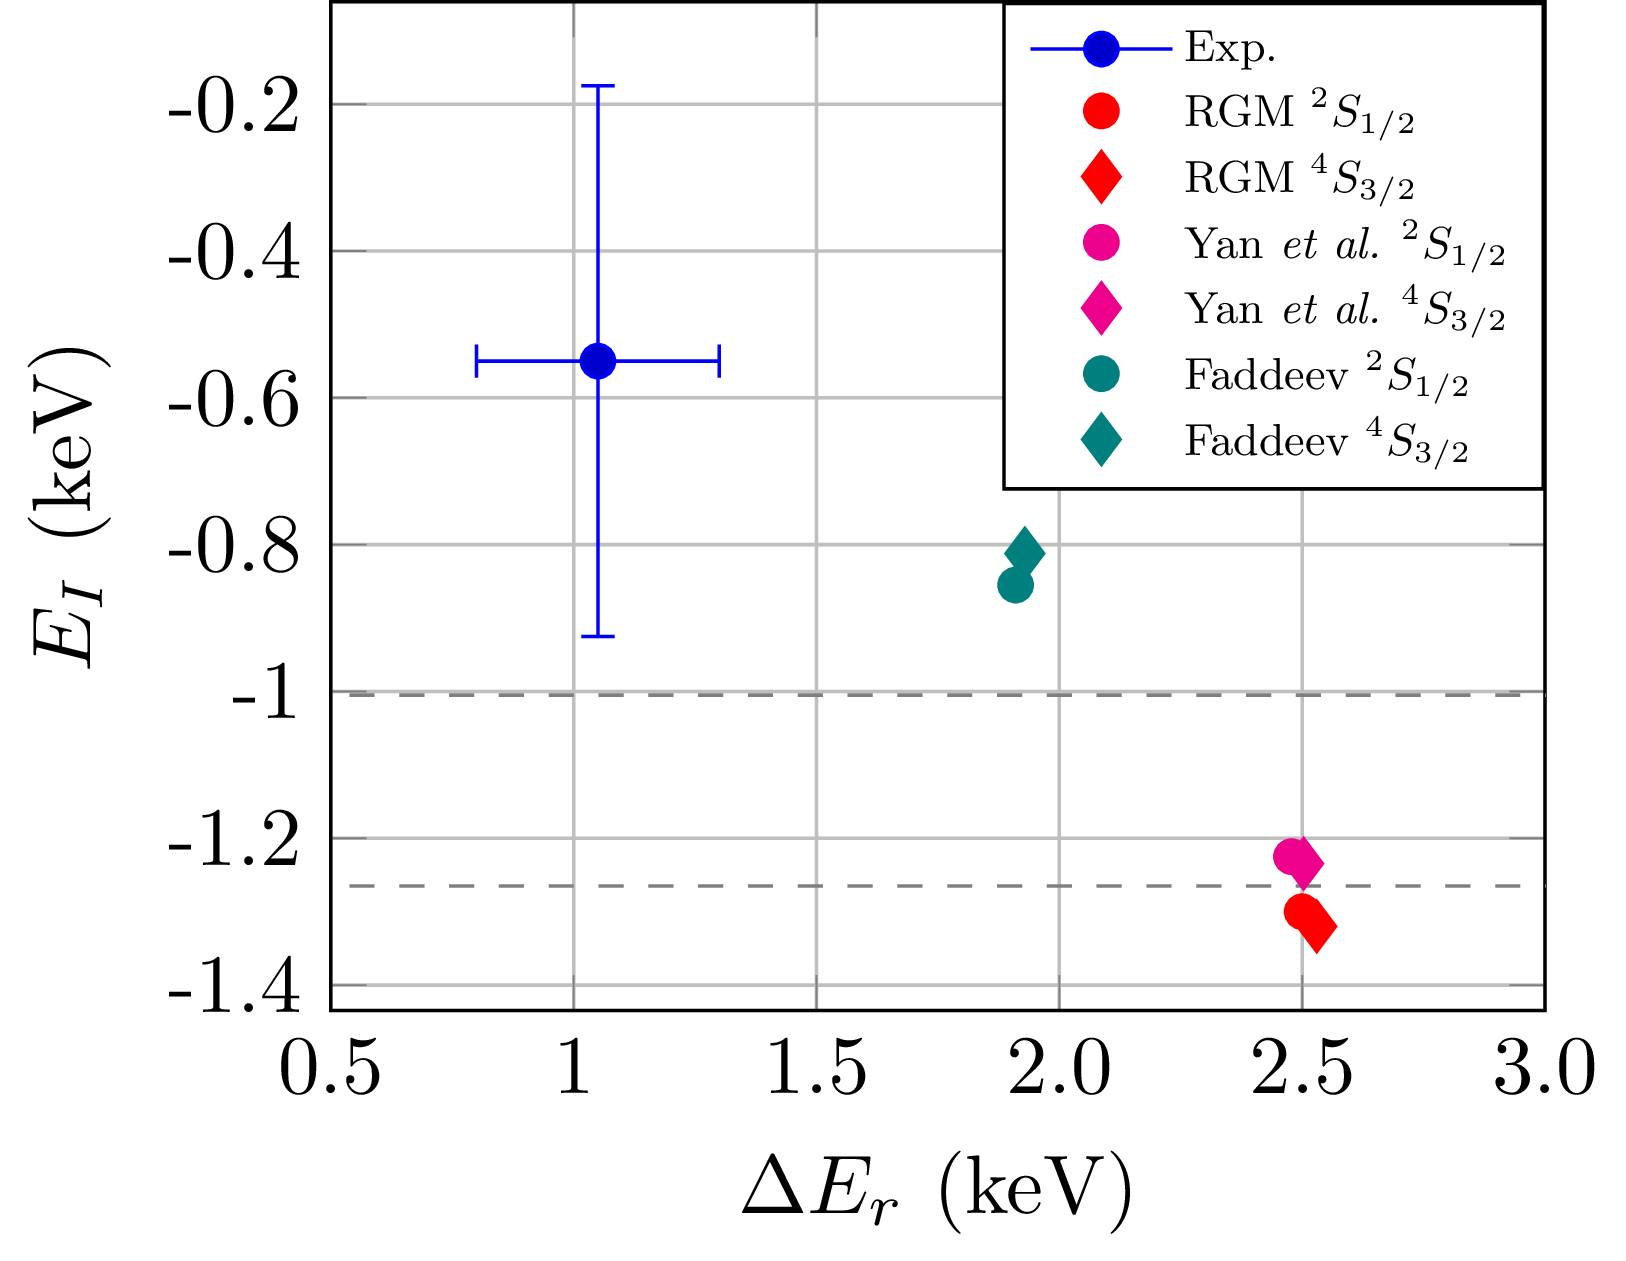 Exp.
RGM ²S₁/₂
RGM ⁴S₃/₂
Yan et al. ²S₁/₂
Yan et al. ⁴S₃/₂
Faddeev ²S₁/₂
Faddeev ⁴S₃/₂
-0.2
-0.4
-0.6
-0.8
-1
-1.2
-1.4
E_I (keV)
0.5 1 1.5 2.0 2.5 3.0
ΔE_r (keV)